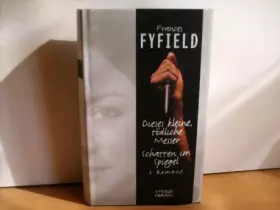 Frances
FYFIELD
Dieses kleine,
tödliche
Messer
Schatten im
Spiegel
2 Romane